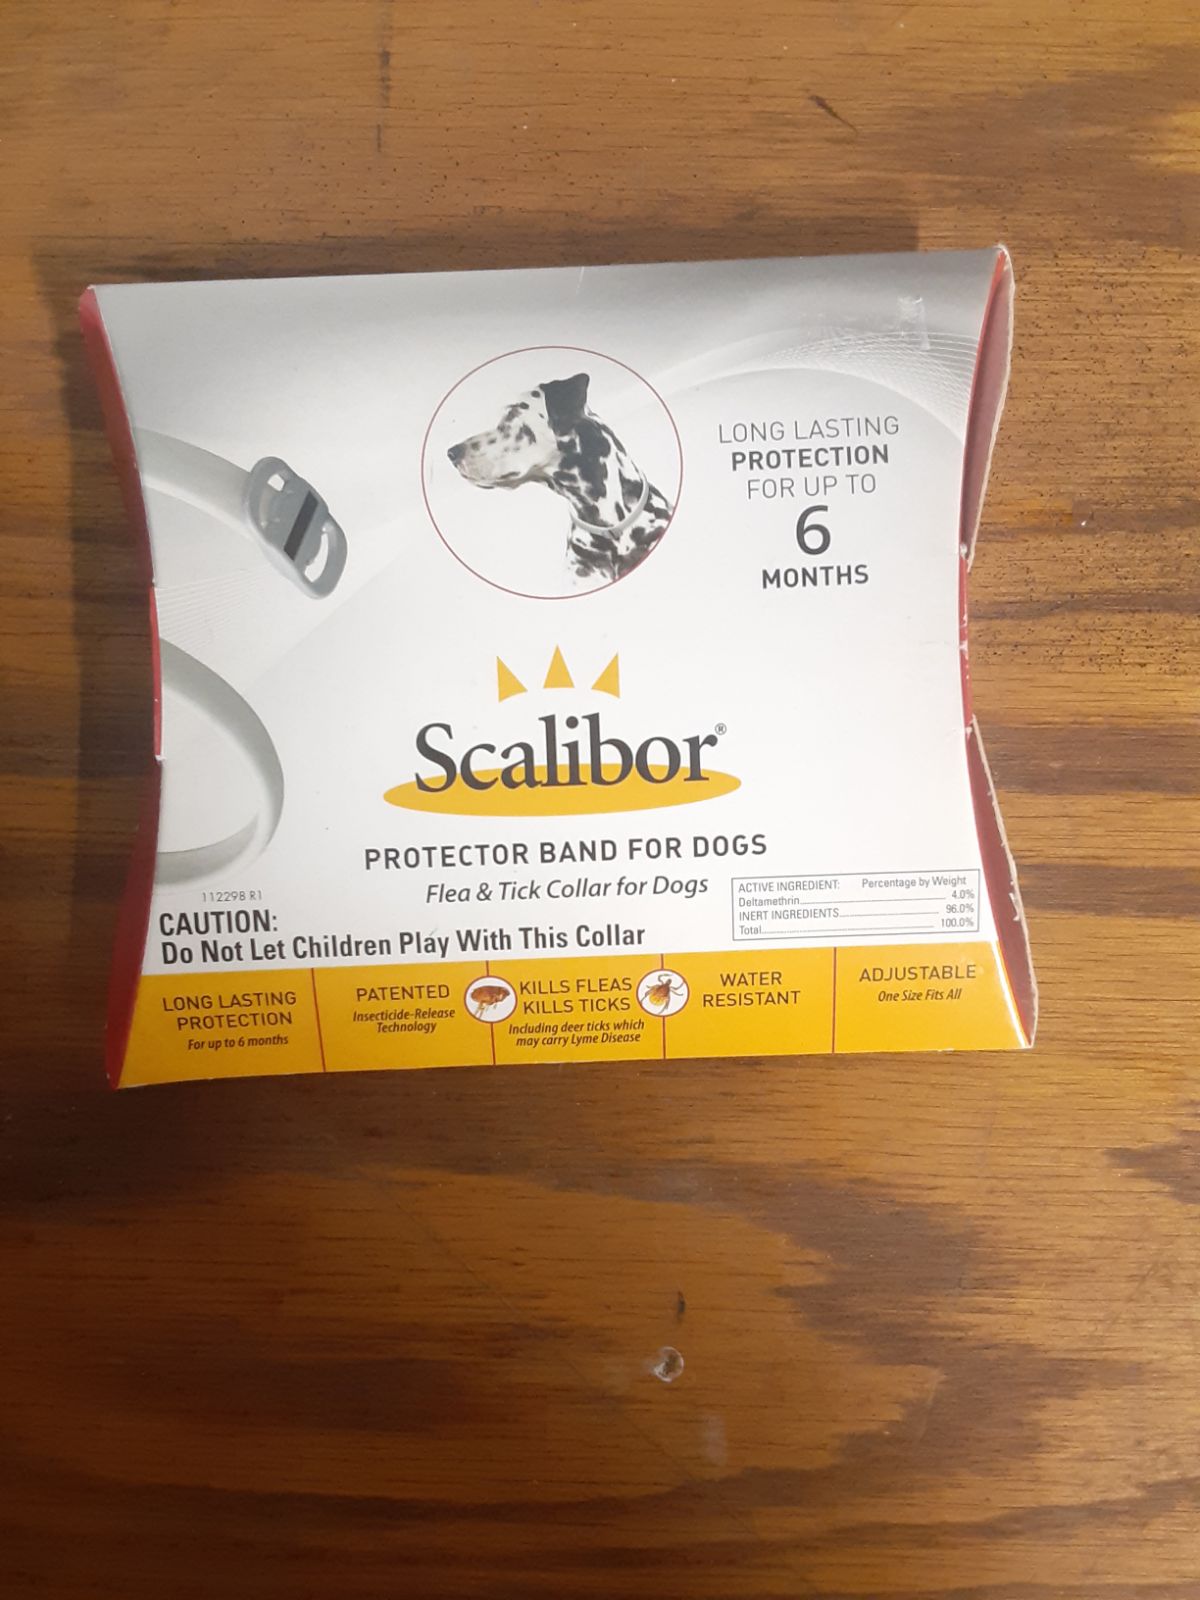 LONG LASTING
PROTECTION
FOR UP TO
6
MONTHS
Scalibor®
PROTECTOR BAND FOR DOGS
Flea & Tick Collar for Dogs
112298 R1
CAUTION:
Do Not Let Children Play With This Collar
ACTIVE INGREDIENT: Percentage by Weight
Deltamethrin.......... 4.0%
INERT INGREDIENTS.......... 96.0%
Total.......... 100.0%
LONG LASTING
PROTECTION
For up to 6 months
PATENTED
Insecticide-Release
Technology
KILLS FLEAS
KILLS TICKS
Including deer ticks which
may carry Lyme Disease
WATER
RESISTANT
ADJUSTABLE
One Size Fits All